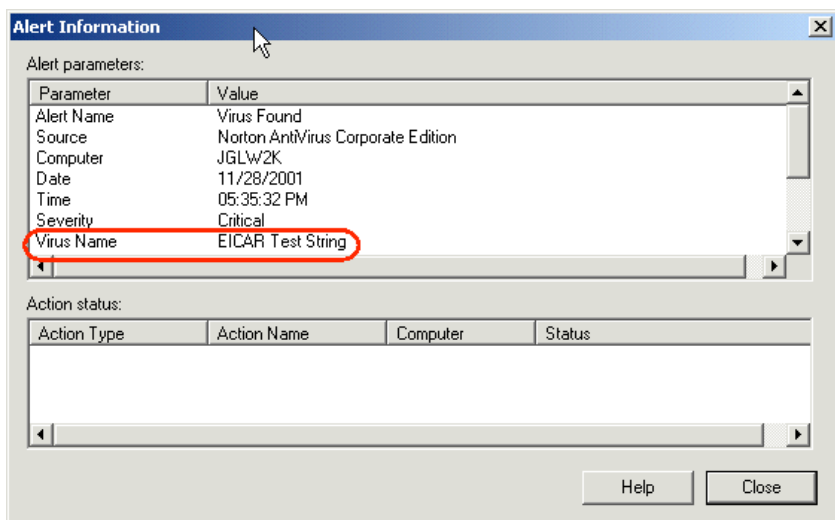 Alert Information
Alert parameters:
Parameter Value
Alert Name Virus Found
Source Norton AntiVirus Corporate Edition
Computer JGLW2K
Date 11/28/2001
Time 05:35:32 PM
Severity Critical
Virus Name EICAR Test String
Action status:
Action Type Action Name Computer Status
Help Close